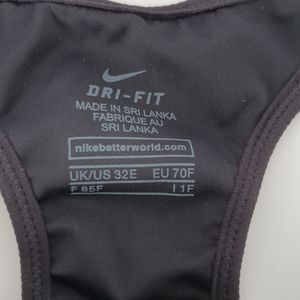 DRI-FIT
MADE IN SRI LANKA
FABRIQUE AU
SRI LANKA
nikebetterworld.com
UK/US 32E EU 70F
F 85F I 1F